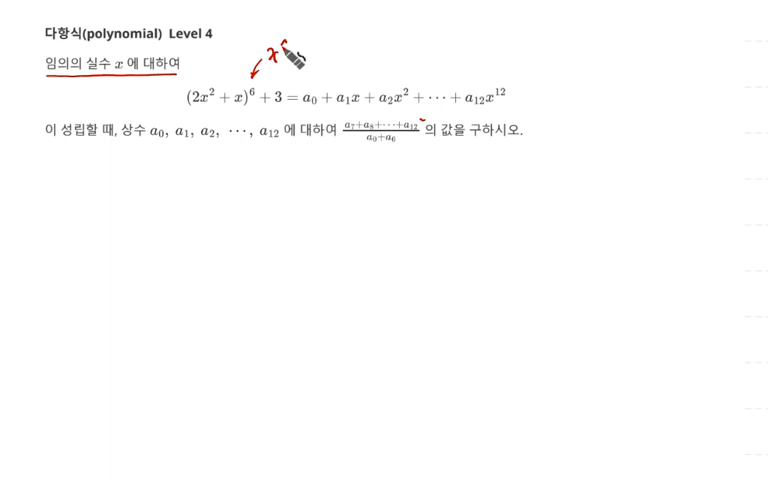 다항식(polynomial) Level 4
x
임의의 실수 x 에 대하여
(2x² + x)⁶ + 3 = a₀ + a₁x + a₂x² + ⋯ + a₁₂x¹²
이 성립할 때, 상수 a₀, a₁, a₂, ⋯, a₁₂ 에 대하여 (a₇+a₈+⋯+a₁₂)/(a₀+a₆) 의 값을 구하시오.